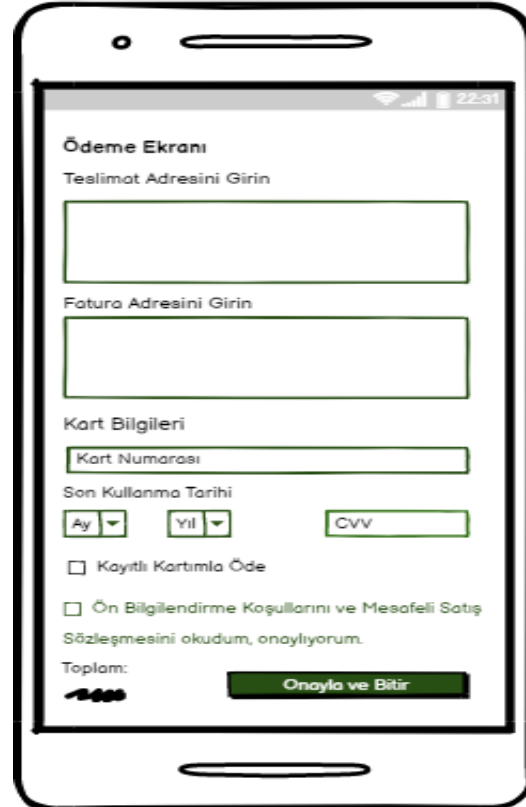 22:31
Ödeme Ekranı
Teslimat Adresini Girin
Fatura Adresini Girin
Kart Bilgileri
Kart Numarası
Son Kullanma Tarihi
Ay Yıl CVV
Kayıtlı Kartımla Öde
Ön Bilgilendirme Koşullarını ve Mesafeli Satış
Sözleşmesini okudum, onaylıyorum.
Toplam:
Onayla ve Bitir